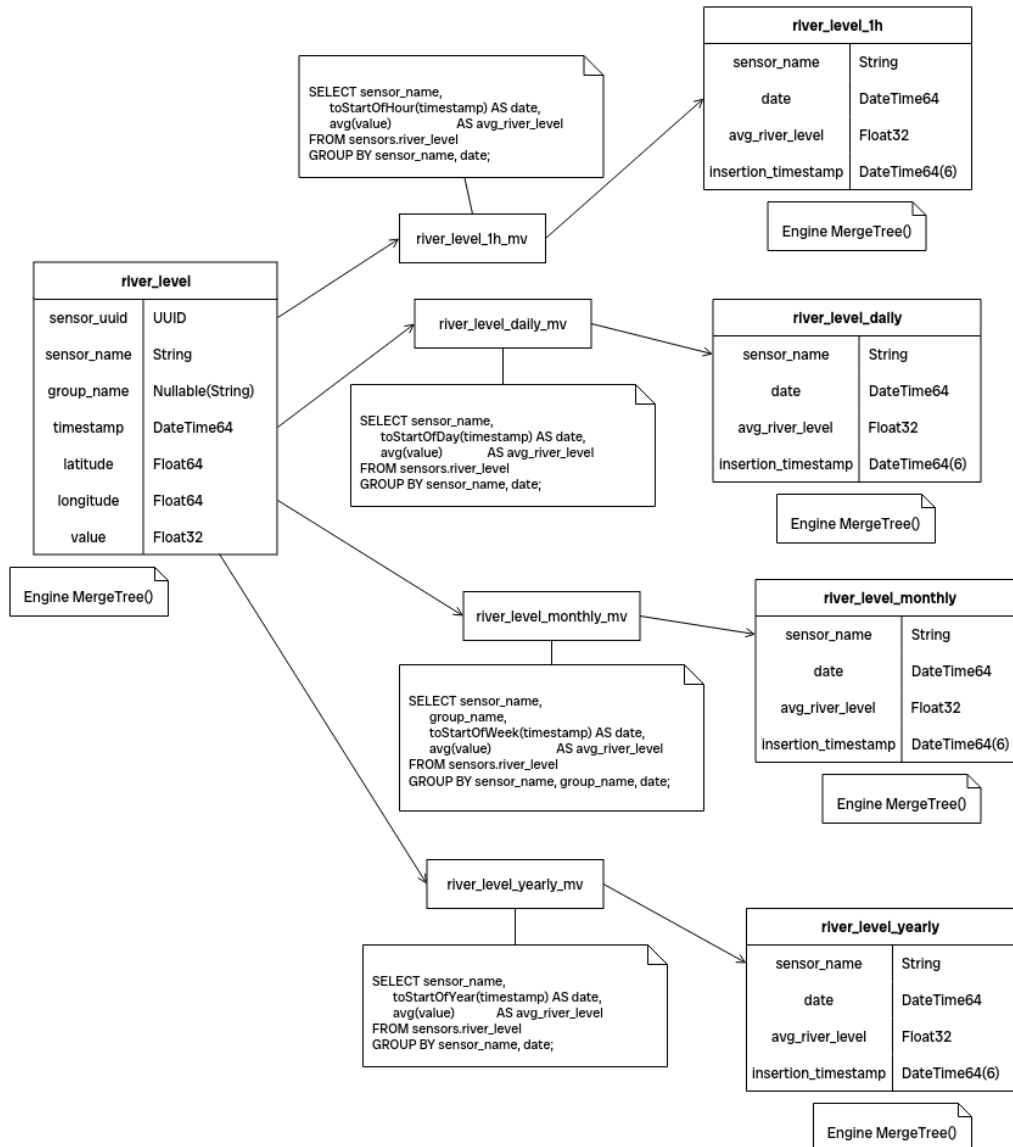 river_level_1h
sensor_name String
date DateTime64
avg_river_level Float32
insertion_timestamp DateTime64(6)
Engine MergeTree()
SELECT sensor_name,
toStartOfHour(timestamp) AS date,
avg(value) AS avg_river_level
FROM sensors.river_level
GROUP BY sensor_name, date;
river_level_1h_mv
river_level
sensor_uuid UUID
sensor_name String
group_name Nullable(String)
timestamp DateTime64
latitude Float64
longitude Float64
value Float32
Engine MergeTree()
river_level_daily_mv
SELECT sensor_name,
toStartOfDay(timestamp) AS date,
avg(value) AS avg_river_level
FROM sensors.river_level
GROUP BY sensor_name, date;
river_level_daily
sensor_name String
date DateTime64
avg_river_level Float32
insertion_timestamp DateTime64(6)
Engine MergeTree()
river_level_monthly_mv
SELECT sensor_name,
group_name,
toStartOfWeek(timestamp) AS date,
avg(value) AS avg_river_level
FROM sensors.river_level
GROUP BY sensor_name, group_name, date;
river_level_monthly
sensor_name String
date DateTime64
avg_river_level Float32
insertion_timestamp DateTime64(6)
Engine MergeTree()
river_level_yearly_mv
SELECT sensor_name,
toStartOfYear(timestamp) AS date,
avg(value) AS avg_river_level
FROM sensors.river_level
GROUP BY sensor_name, date;
river_level_yearly
sensor_name String
date DateTime64
avg_river_level Float32
insertion_timestamp DateTime64(6)
Engine MergeTree()